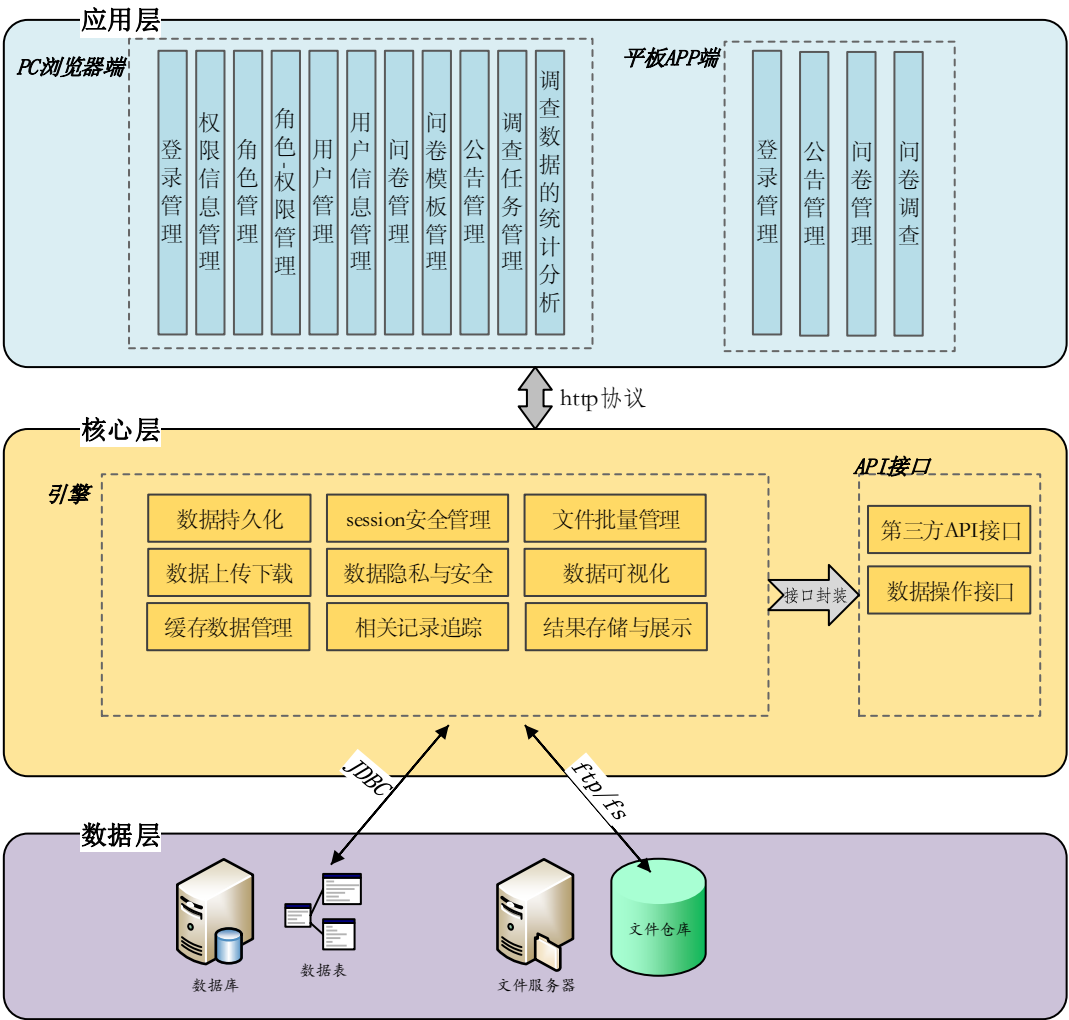 应用层
PC浏览器端
登录管理
权限信息管理
角色管理
角色-权限管理
用户管理
用户信息管理
问卷管理
问卷模板管理
公告管理
调查任务管理
调查数据的统计分析
平板APP端
登录管理
公告管理
问卷管理
问卷调查
http协议
核心层
引擎
数据持久化
session安全管理
文件批量管理
数据上传下载
数据隐私与安全
数据可视化
缓存数据管理
相关记录追踪
结果存储与展示
接口封装
API接口
第三方API接口
数据操作接口
JDBC
ftp/fs
数据层
数据库
数据表
文件服务器
文件仓库